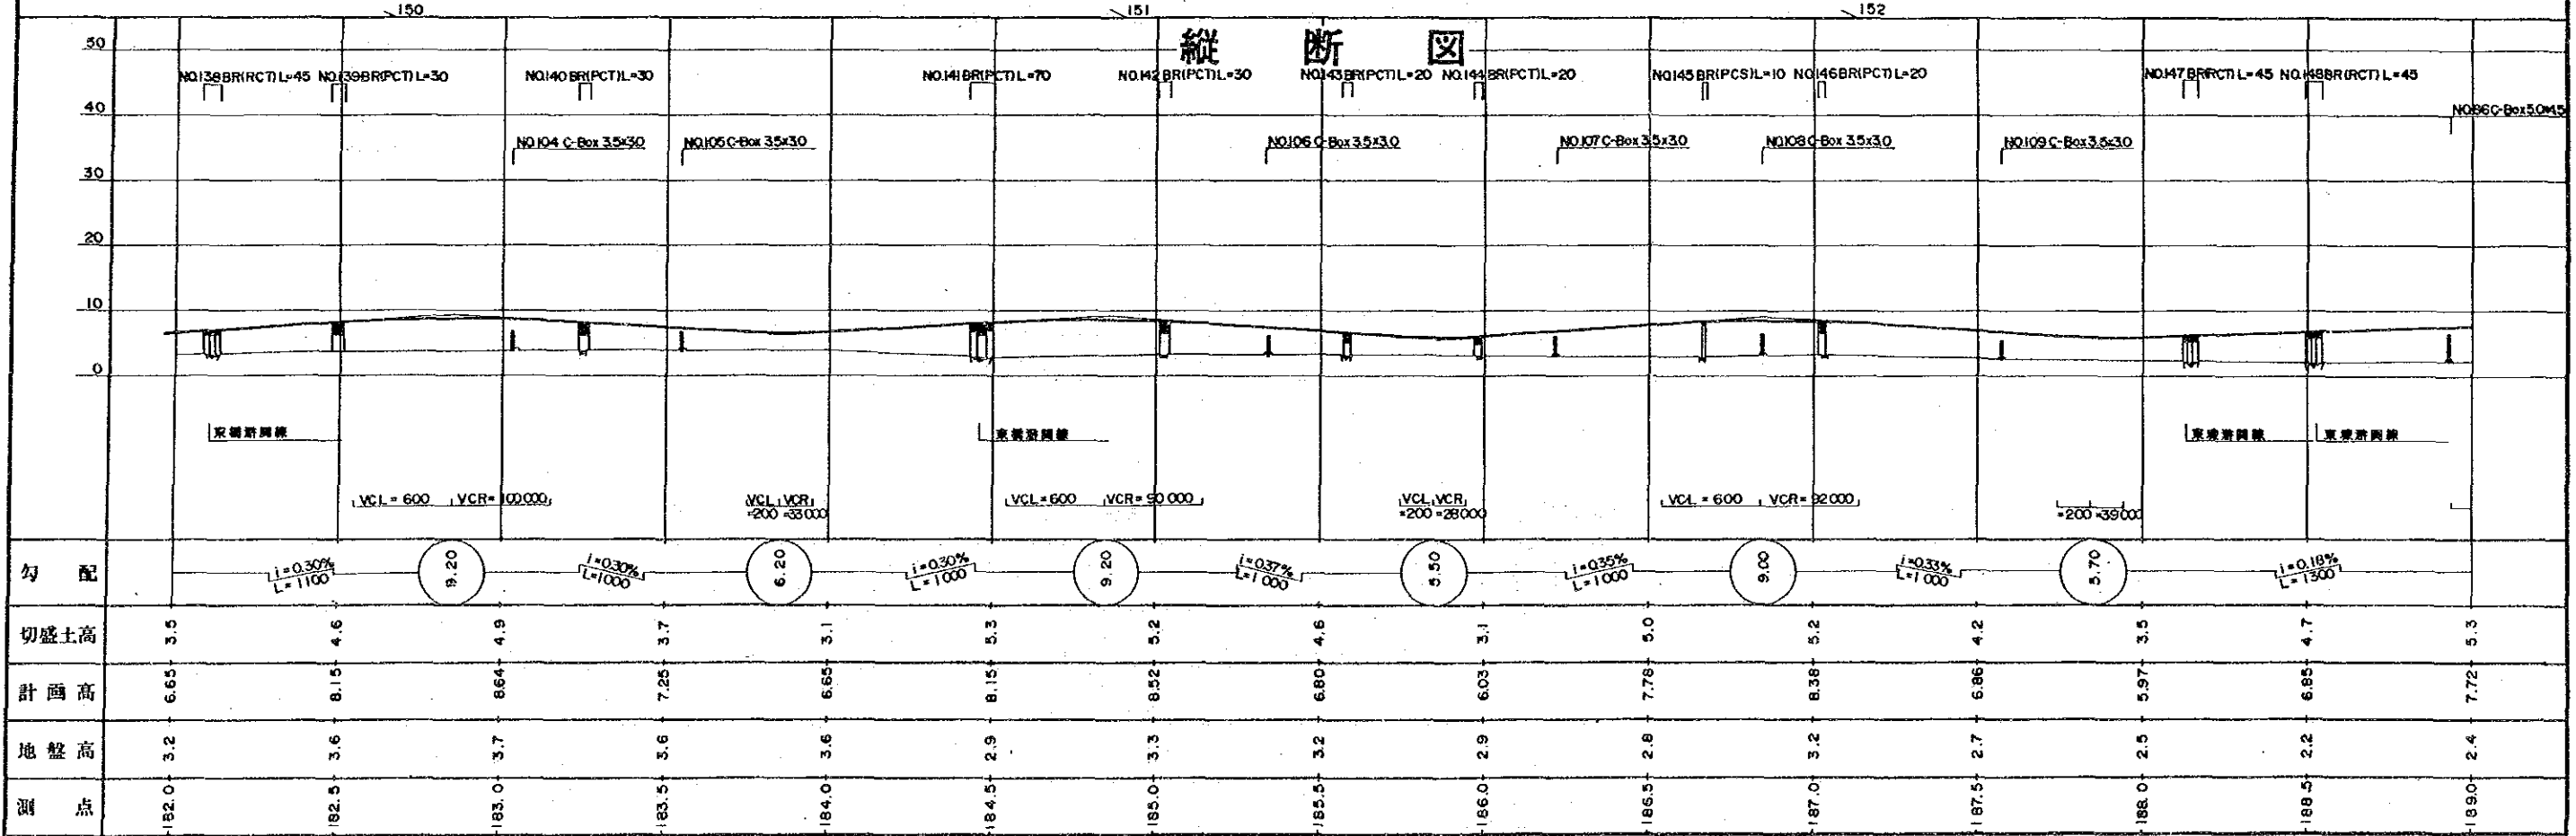 150 151 152
縦断図
50
NO.138BR(RCT)L=45 NO.139BR(PCT)L=30 NO.140BR(PCT)L=30 NO.141BR(PCT)L=70 NO.142BR(PCT)L=30 NO.143BR(PCT)L=20 NO.144BR(PCT)L=20 NO.145BR(PCS)L=10 NO.146BR(PCT)L=20 NO.147BR(RCT)L=45 NO.148BR(RCT)L=45
40
NO.86C-Box5.0×4.5
NO.104 C-Box 3.5×3.0 NO.105C-Box 3.5×3.0 NO.106 C-Box 3.5×3.0 NO.107C-Box 3.5×3.0 NO.108C-Box 3.5×3.0 NO.109C-Box3.5×3.0
30
20
10
0
VCL=600 VCR=100000 VCL VCR VCL=600 VCR=90000 VCL VCR VCL=600 VCR=92000
=200 =33000 =200 =28000 =200 =39000
勾配 i=0.30% 9.20 i=0.30% 6.20 i=0.30% 9.20 i=0.37% 5.50 i=0.35% 9.00 i=0.33% 5.70 i=0.18%
L=1100 L=1000 L=1000 L=1000 L=1000 L=1000 L=1300
切盛土高 3.5 4.6 4.9 3.7 3.1 5.3 5.2 4.6 3.1 5.0 5.2 4.2 3.5 4.7 5.3
計画高 6.65 8.15 8.64 7.25 6.65 8.15 8.52 6.80 6.03 7.78 8.38 6.86 5.97 6.85 7.72
地盤高 3.2 3.6 3.7 3.6 3.6 2.9 3.3 3.2 2.9 2.8 3.2 2.7 2.5 2.2 2.4
測点 182.0 182.5 183.0 183.5 184.0 184.5 185.0 185.5 186.0 186.5 187.0 187.5 188.0 188.5 189.0